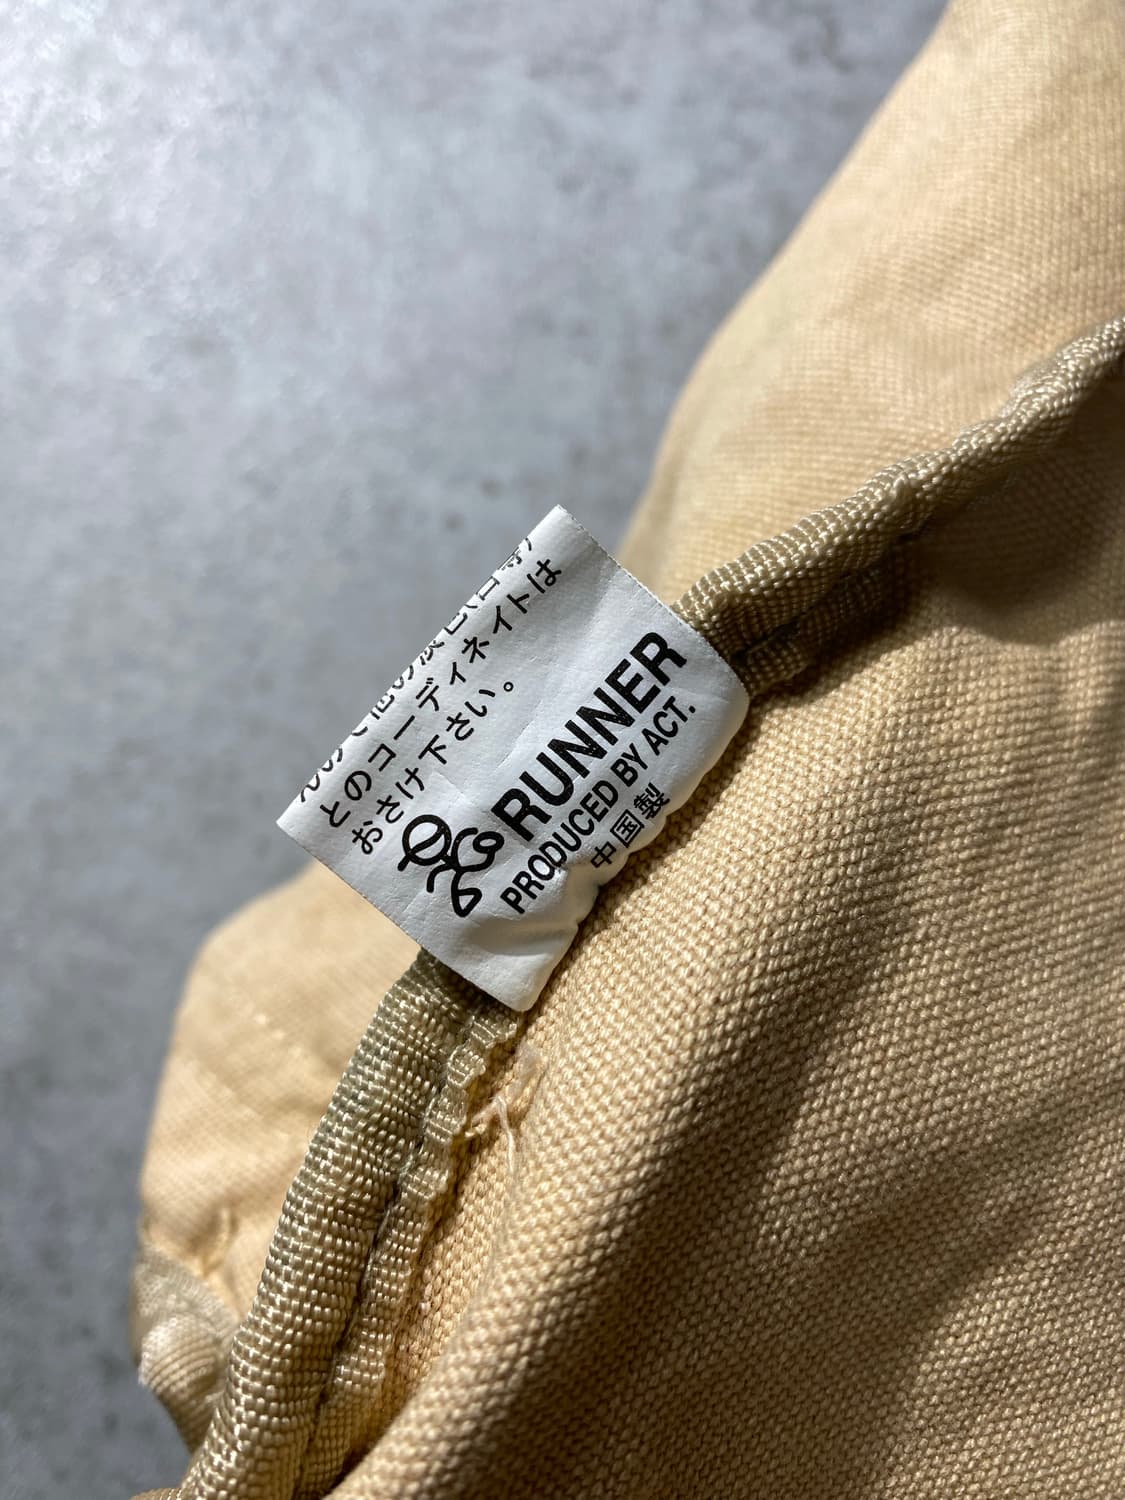 とのコーディネイトは
おさけ下さい。
RUNNER
PRODUCED BY ACT.
中国製